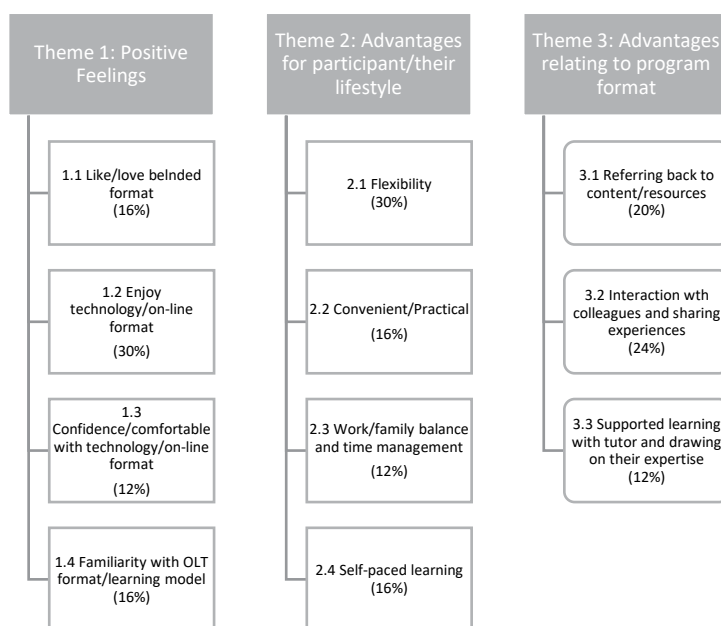 Theme 1: Positive
Feelings
1.1 Like/love belnded
format
(16%)
1.2 Enjoy
technology/on-line
format
(30%)
1.3
Confidence/comfortable
with technology/on-line
format
(12%)
1.4 Familiarity with OLT
format/learning model
(16%)
Theme 2: Advantages
for participant/their
lifestyle
2.1 Flexibility
(30%)
2.2 Convenient/Practical
(16%)
2.3 Work/family balance
and time management
(12%)
2.4 Self-paced learning
(16%)
Theme 3: Advantages
relating to program
format
3.1 Referring back to
content/resources
(20%)
3.2 Interaction wth
colleagues and sharing
experiences
(24%)
3.3 Supported learning
with tutor and drawing
on their expertise
(12%)